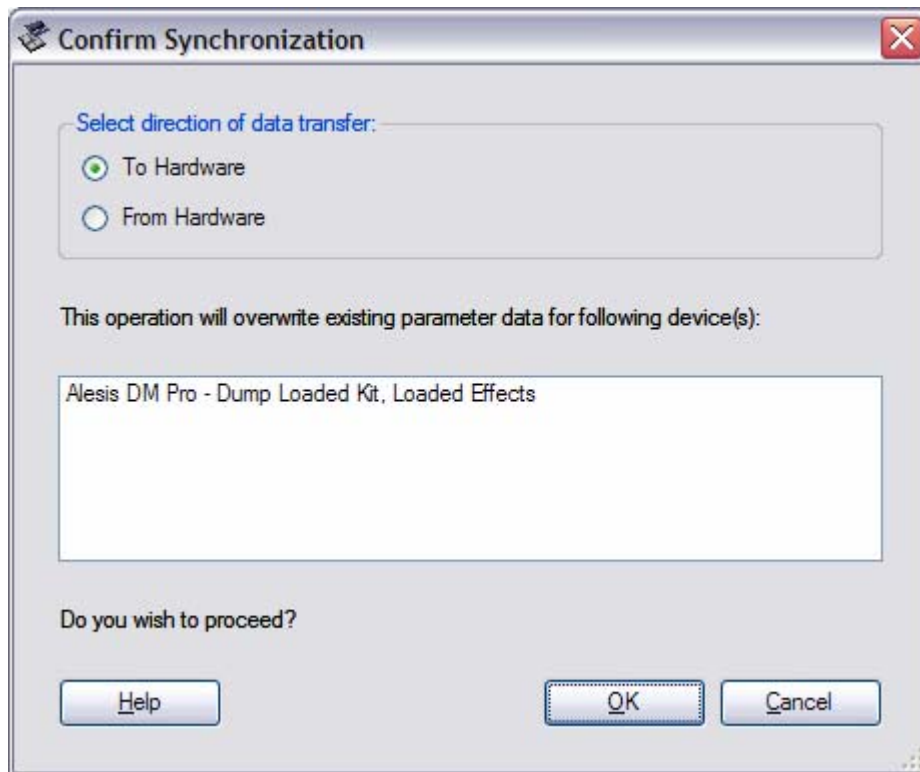 Confirm Synchronization
Select direction of data transfer:
To Hardware
From Hardware
This operation will overwrite existing parameter data for following device(s):
Alesis DM Pro - Dump Loaded Kit, Loaded Effects
Do you wish to proceed?
Help
OK
Cancel